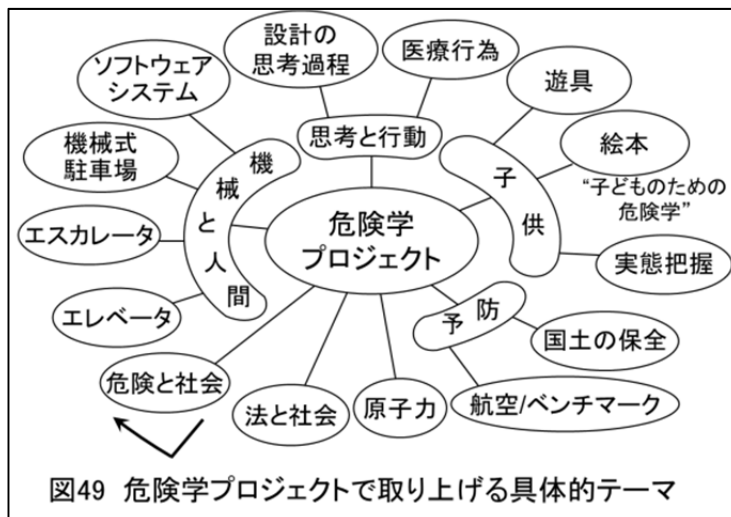 設計の
思考過程
医療行為
ソフトウェア
システム
遊具
思考と行動
機械式
駐車場
絵本
“子どものための
危険学”
機械と人間
子供
危険学
プロジェクト
エスカレータ
実態把握
エレベータ
予防
国土の保全
危険と社会
法と社会
原子力
航空/ベンチマーク
図49 危険学プロジェクトで取り上げる具体的テーマ